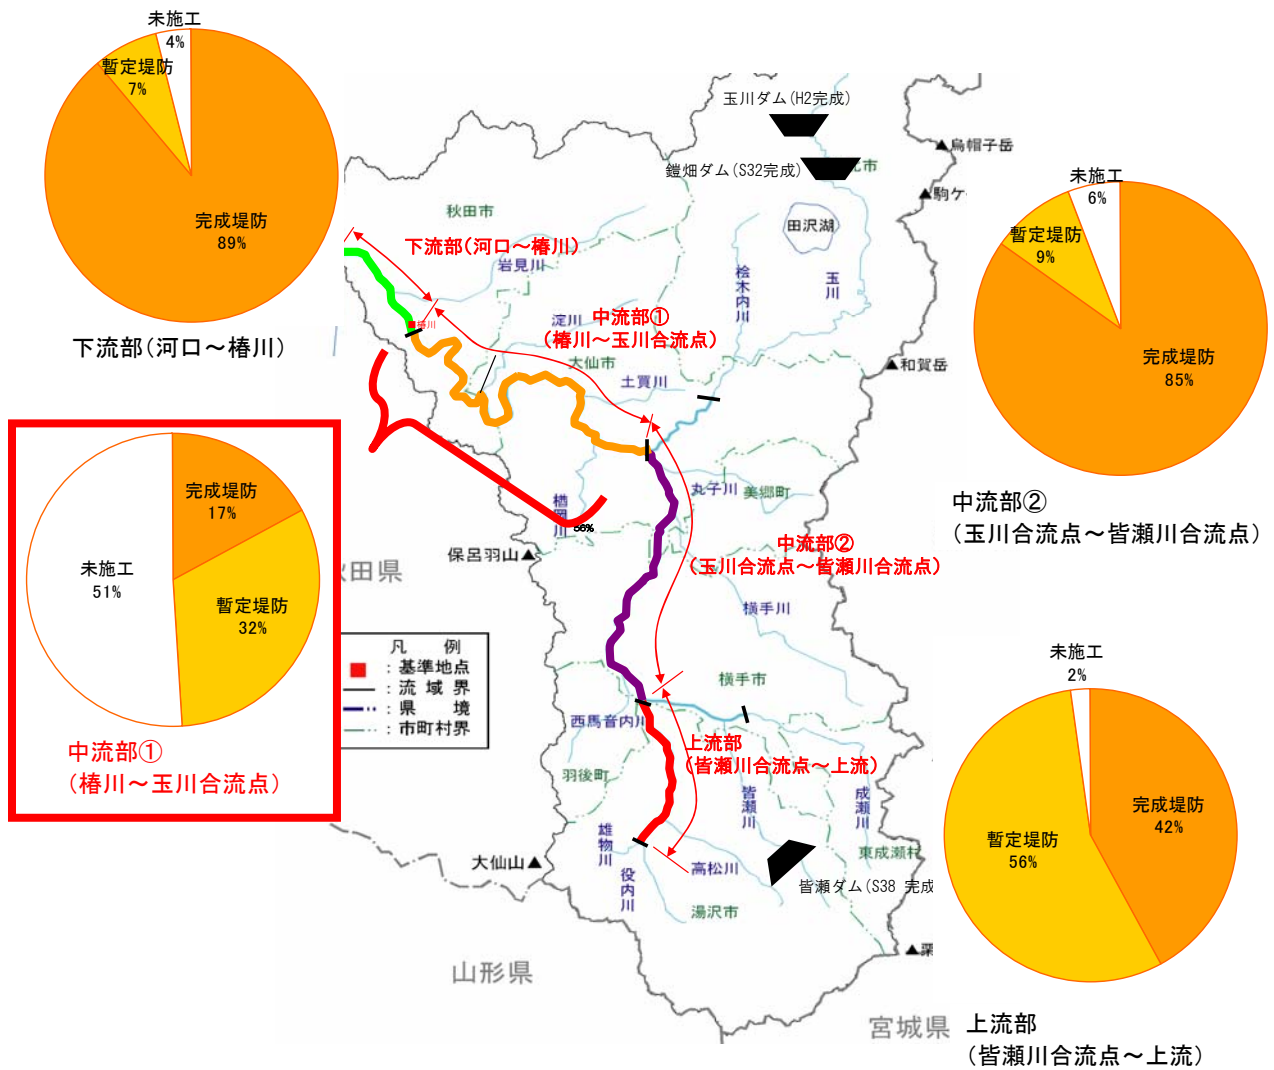 未施工
4%
暫定堤防
7%
完成堤防
89%
下流部(河口～椿川)
玉川ダム(H2完成)
鎧畑ダム(S32完成)
北市
烏帽子岳
駒ケ
田沢湖
秋田市
下流部(河口～椿川)
岩見川
桧木内川
玉川
椿川
淀川
中流部①
(椿川～玉川合流点)
大仙市
土買川
和賀岳
未施工
6%
暫定堤防
9%
完成堤防
85%
中流部②
(玉川合流点～皆瀬川合流点)
完成堤防
17%
未施工
51%
暫定堤防
32%
中流部①
(椿川～玉川合流点)
丸子川
美郷町
楢岡川
56%
保呂羽山
秋田県
中流部②
(玉川合流点～皆瀬川合流点)
横手川
凡 例
：基準地点
：流 域 界
：県 境
：市町村界
横手市
西馬音内川
上流部
(皆瀬川合流点～上流)
羽後町
皆瀬川
成瀬川
雄物川
役内川
大仙山
高松川
東成瀬村
皆瀬ダム(S38 完成
湯沢市
山形県
宮城県
未施工
2%
完成堤防
42%
暫定堤防
56%
上流部
(皆瀬川合流点～上流)